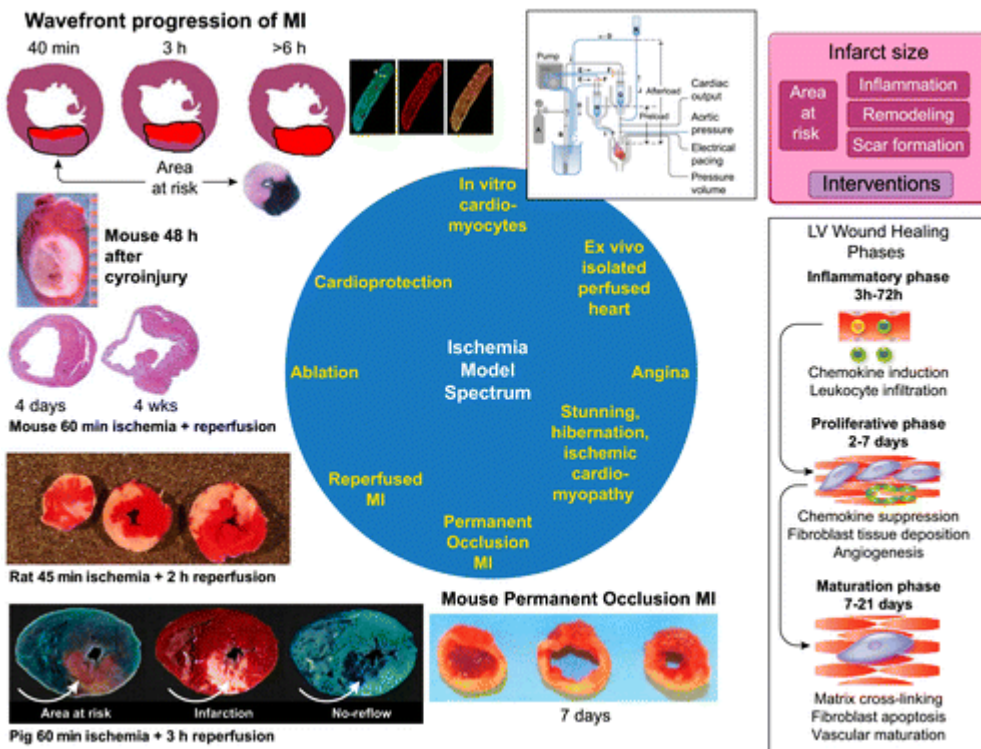 Wavefront progression of MI
40 min
3 h
>6 h
Area
at risk
Mouse 48 h
after
cyroinjury
4 days
4 wks
Mouse 60 min ischemia + reperfusion
Rat 45 min ischemia + 2 h reperfusion
Area at risk
Infarction
No-reflow
Pig 60 min ischemia + 3 h reperfusion
In vitro
cardio-
myocytes
Cardioprotection
Ex vivo
isolated
perfused
heart
Ischemia
Model
Spectrum
Ablation
Angina
Stunning,
hibernation,
ischemic
cardio-
myopathy
Reperfused
MI
Permanent
Occlusion
MI
Mouse Permanent Occlusion MI
7 days
Pump
Afterload
Preload
Cardiac
output
Aortic
pressure
Electrical
pacing
Pressure
volume
Infarct size
Area
at
risk
Inflammation
Remodeling
Scar formation
Interventions
LV Wound Healing
Phases
Inflammatory phase
3h-72h
Chemokine induction
Leukocyte infiltration
Proliferative phase
2-7 days
Chemokine suppression
Fibroblast tissue deposition
Angiogenesis
Maturation phase
7-21 days
Matrix cross-linking
Fibroblast apoptosis
Vascular maturation